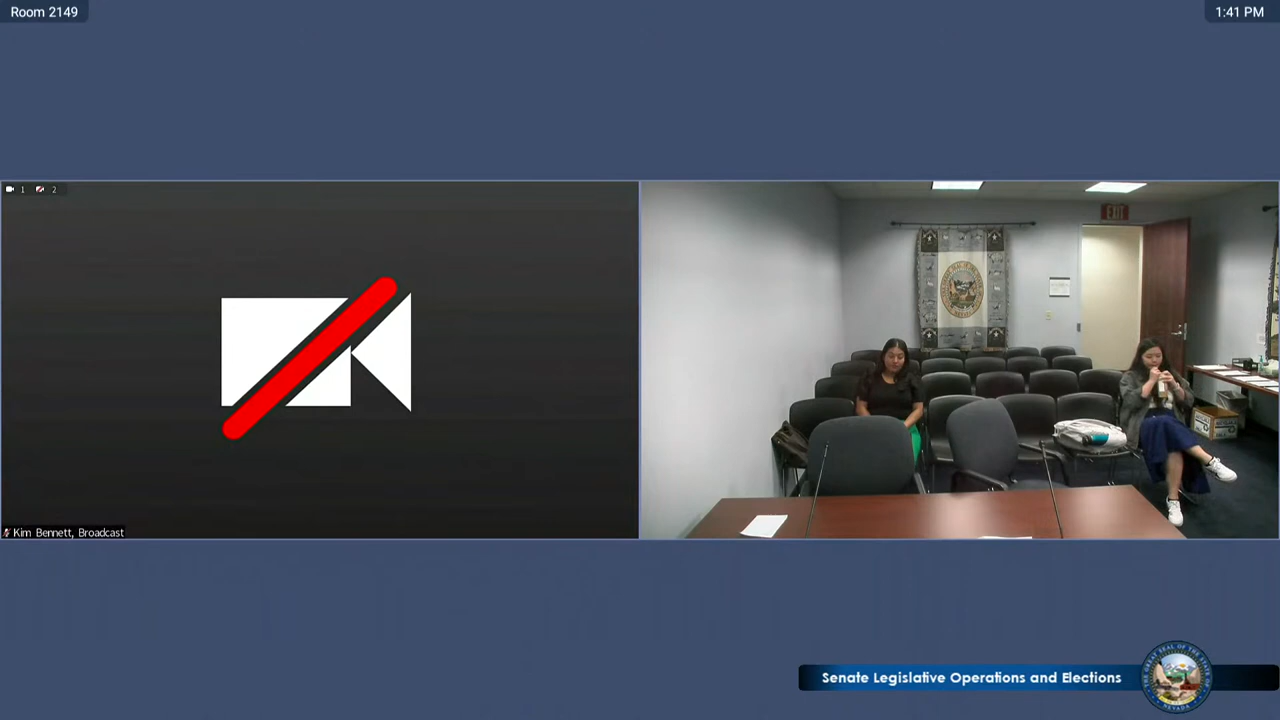 Room 2149
1:41 PM
1
2
EXIT
Kim Bennett, Broadcast
Senate Legislative Operations and Elections